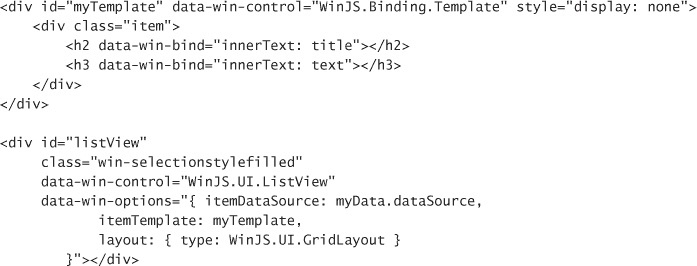 <div id="myTemplate" data-win-control="WinJS.Binding.Template" style="display: none">
    <div class="item">
        <h2 data-win-bind="innerText: title"></h2>
        <h3 data-win-bind="innerText: text"></h3>
    </div>
</div>

<div id="listView"
     class="win-selectionstylefilled"
     data-win-control="WinJS.UI.ListView"
     data-win-options="{ itemDataSource: myData.dataSource,
            itemTemplate: myTemplate,
            layout: { type: WinJS.UI.GridLayout }
        }"></div>